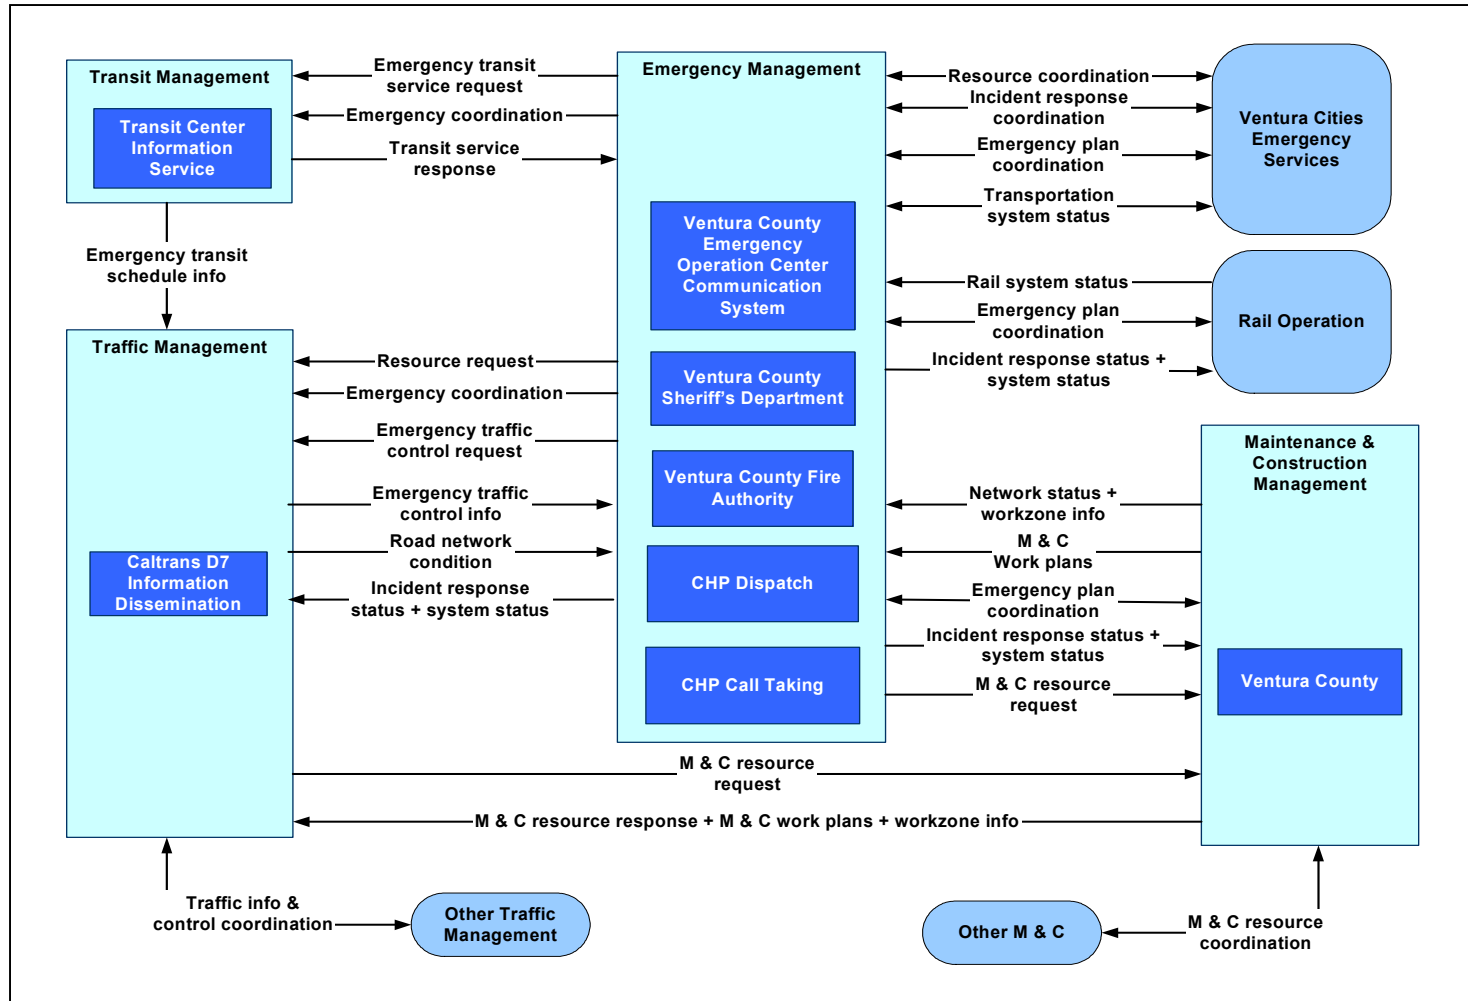 Transit Management
Transit Center
Information
Service
Emergency transit
service request
Emergency coordination
Transit service
response
Emergency transit
schedule info
Traffic Management
Caltrans D7
Information
Dissemination
Resource request
Emergency coordination
Emergency traffic
control request
Emergency traffic
control info
Road network
condition
Incident response
status + system status
Emergency Management
Ventura County
Emergency
Operation Center
Communication
System
Ventura County
Sheriff's Department
Ventura County Fire
Authority
CHP Dispatch
CHP Call Taking
Resource coordination
Incident response
coordination
Emergency plan
coordination
Transportation
system status
Ventura Cities
Emergency
Services
Rail system status
Emergency plan
coordination
Incident response status +
system status
Rail Operation
Maintenance &
Construction
Management
Network status +
workzone info
M & C
Work plans
Emergency plan
coordination
Incident response status +
system status
M & C resource
request
Ventura County
M & C resource
request
M & C resource response + M & C work plans + workzone info
Traffic info &
control coordination
Other Traffic
Management
Other M & C
M & C resource
coordination